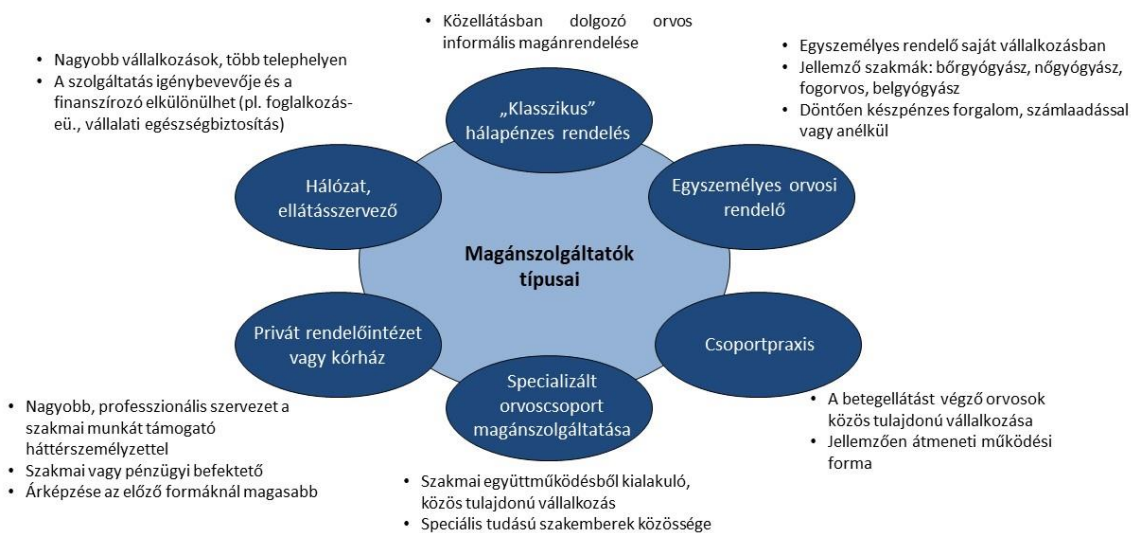 • Közellátásban dolgozó orvos
informális magánrendelése
• Nagyobb vállalkozások, több telephelyen
• A szolgáltatás igénybevevője és a
finanszírozó elkülönülhet (pl. foglalkozás-
eü., vállalati egészségbiztosítás)
• Egyszemélyes rendelő saját vállalkozásban
• Jellemző szakmák: bőrgyógyász, nőgyógyász,
fogorvos, belgyógyász
• Döntően készpénzes forgalom, számlaadással
vagy anélkül
„Klasszikus”
hálapénzes rendelés
Hálózat,
ellátásszervező
Egyszemélyes orvosi
rendelő
Magánszolgáltatók
típusai
Privát rendelőintézet
vagy kórház
Csoportpraxis
Specializált
orvoscsoport
magánszolgáltatása
• Nagyobb, professzionális szervezet a
szakmai munkát támogató
háttérszemélyzettel
• Szakmai vagy pénzügyi befektető
• Árképzése az előző formáknál magasabb
• A betegellátást végző orvosok
közös tulajdonú vállalkozása
• Jellemzően átmeneti működési
forma
• Szakmai együttműködésből kialakuló,
közös tulajdonú vállalkozás
• Speciális tudású szakemberek közössége